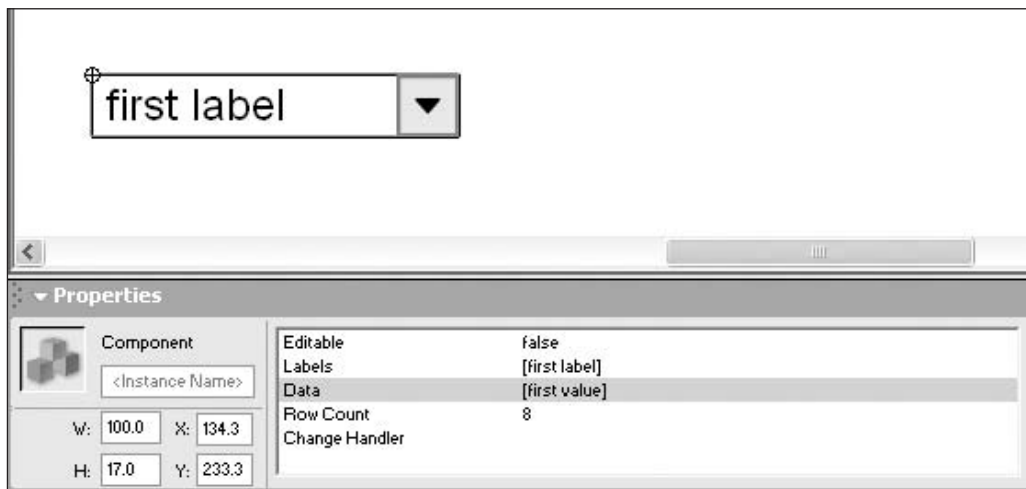 first label
Properties
Component
<Instance Name>
W: 100.0 X: 134.3
H: 17.0 Y: 233.3
Editable false
Labels [first label]
Data [first value]
Row Count 8
Change Handler